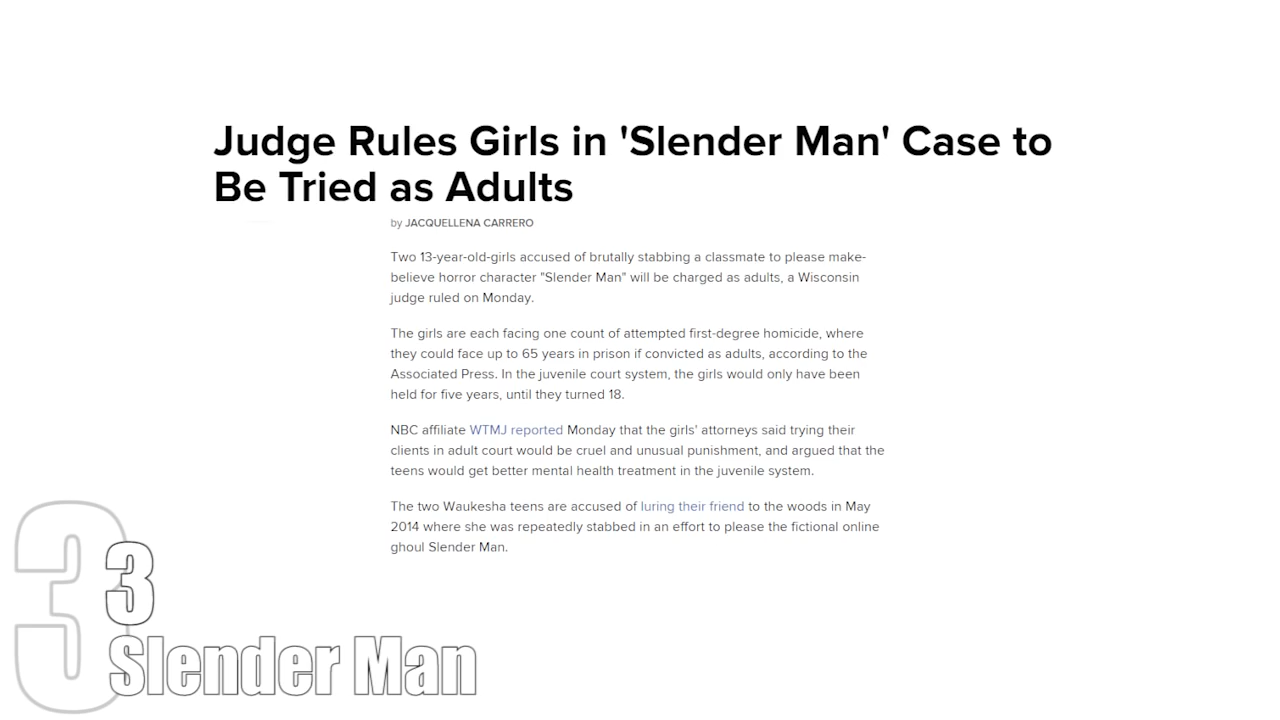 Judge Rules Girls in 'Slender Man' Case to
Be Tried as Adults
by JACQUELLENA CARRERO
Two 13-year-old-girls accused of brutally stabbing a classmate to please make-
believe horror character "Slender Man" will be charged as adults, a Wisconsin
judge ruled on Monday.
The girls are each facing one count of attempted first-degree homicide, where
they could face up to 65 years in prison if convicted as adults, according to the
Associated Press. In the juvenile court system, the girls would only have been
held for five years, until they turned 18.
NBC affiliate WTMJ reported Monday that the girls' attorneys said trying their
clients in adult court would be cruel and unusual punishment, and argued that the
teens would get better mental health treatment in the juvenile system.
The two Waukesha teens are accused of luring their friend to the woods in May
2014 where she was repeatedly stabbed in an effort to please the fictional online
ghoul Slender Man.
3
3
Slender Man